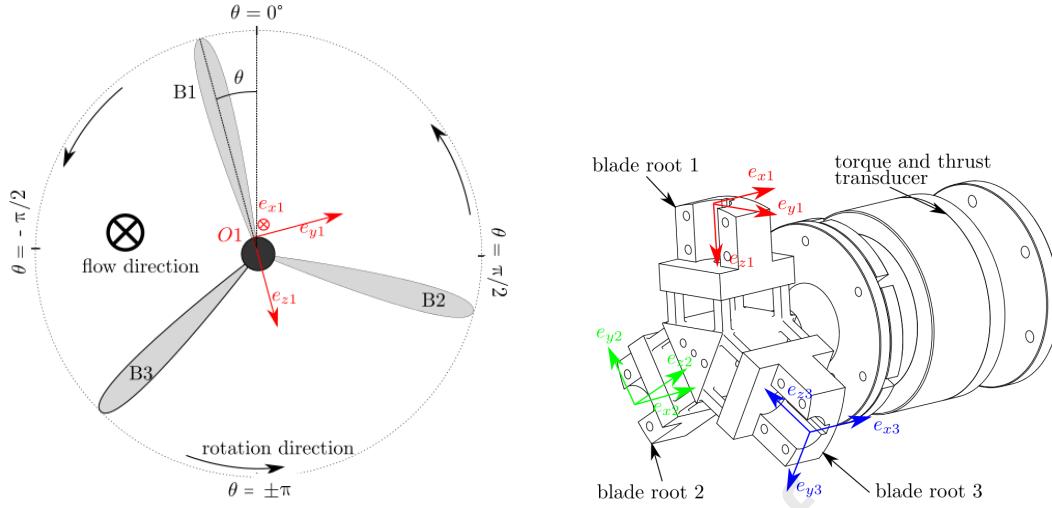 θ = 0°
B1
θ
θ = - π/2
e_x1
O1
e_y1
flow direction
e_z1
B2
θ = π/2
B3
rotation direction
θ = ±π
blade root 1
torque and thrust
transducer
e_x1
e_y1
e_z1
e_y2
e_z2
e_x2
e_z3
e_x3
e_y3
blade root 2
blade root 3